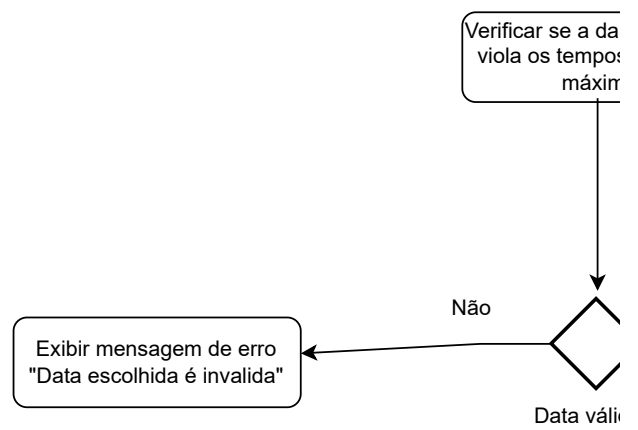 Verificar se a da
viola os tempos
máxim
Não
Exibir mensagem de erro
"Data escolhida é invalida"
Data válid